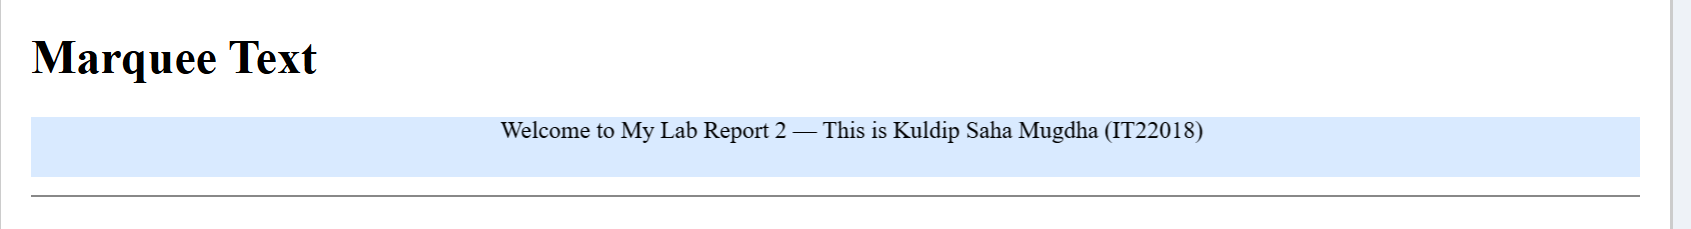 Marquee Text
Welcome to My Lab Report 2 — This is Kuldip Saha Mugdha (IT22018)